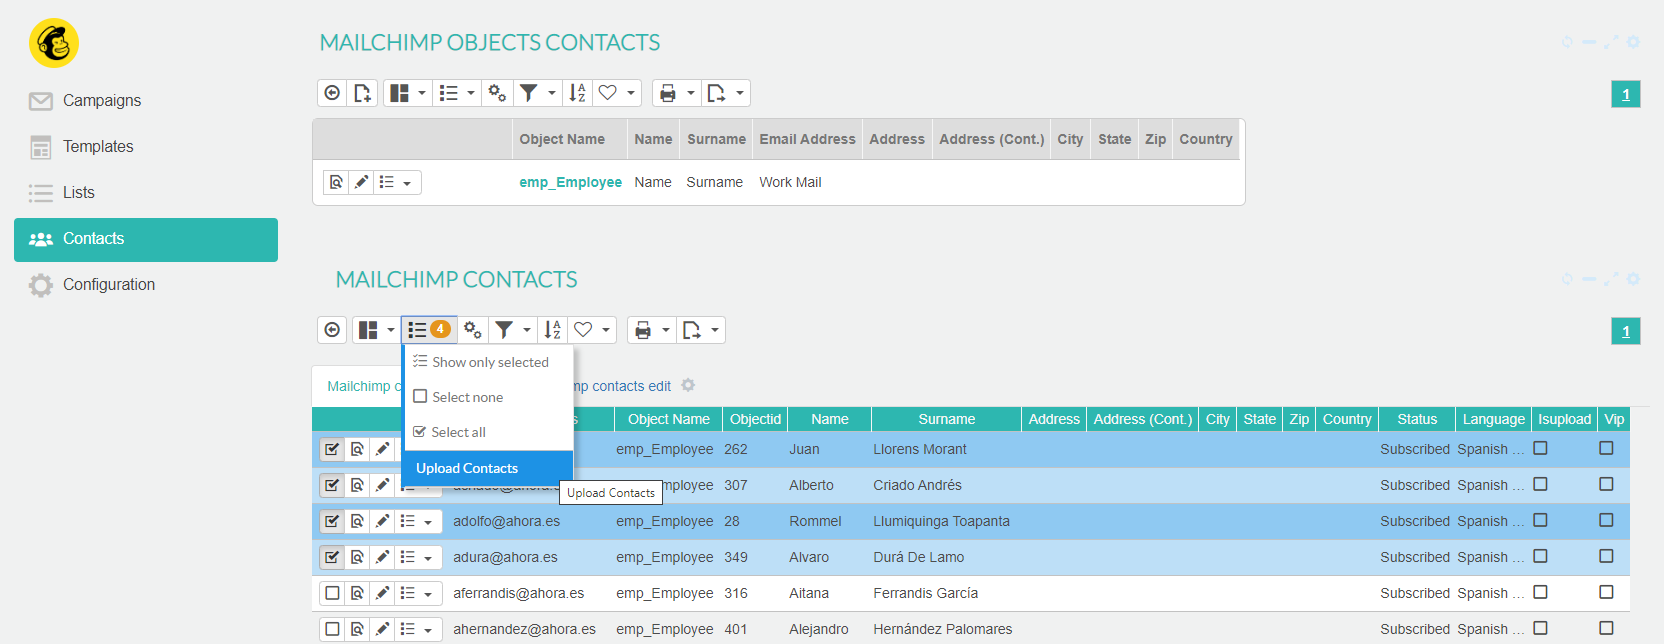 Campaigns
Templates
Lists
Contacts
Configuration
MAILCHIMP OBJECTS CONTACTS
1
Object Name Name Surname Email Address Address Address (Cont.) City State Zip Country
emp_Employee Name Surname Work Mail
MAILCHIMP CONTACTS
4
1
Show only selected
Select none
Select all
Upload Contacts
Upload Contacts
Mailchimp contacts edit
Object Name Objectid Name Surname Address Address (Cont.) City State Zip Country Status Language Isupload Vip
emp_Employee 262 Juan Llorens Morant Subscribed Spanish ...
307 Alberto Criado Andrés Subscribed Spanish ...
adolfo@ahora.es emp_Employee 28 Rommel Llumiquinga Toapanta Subscribed Spanish ...
adura@ahora.es emp_Employee 349 Alvaro Durá De Lamo Subscribed Spanish ...
aferrandis@ahora.es emp_Employee 316 Aitana Ferrandis García Subscribed Spanish ...
ahernandez@ahora.es emp_Employee 401 Alejandro Hernández Palomares Subscribed Spanish ...